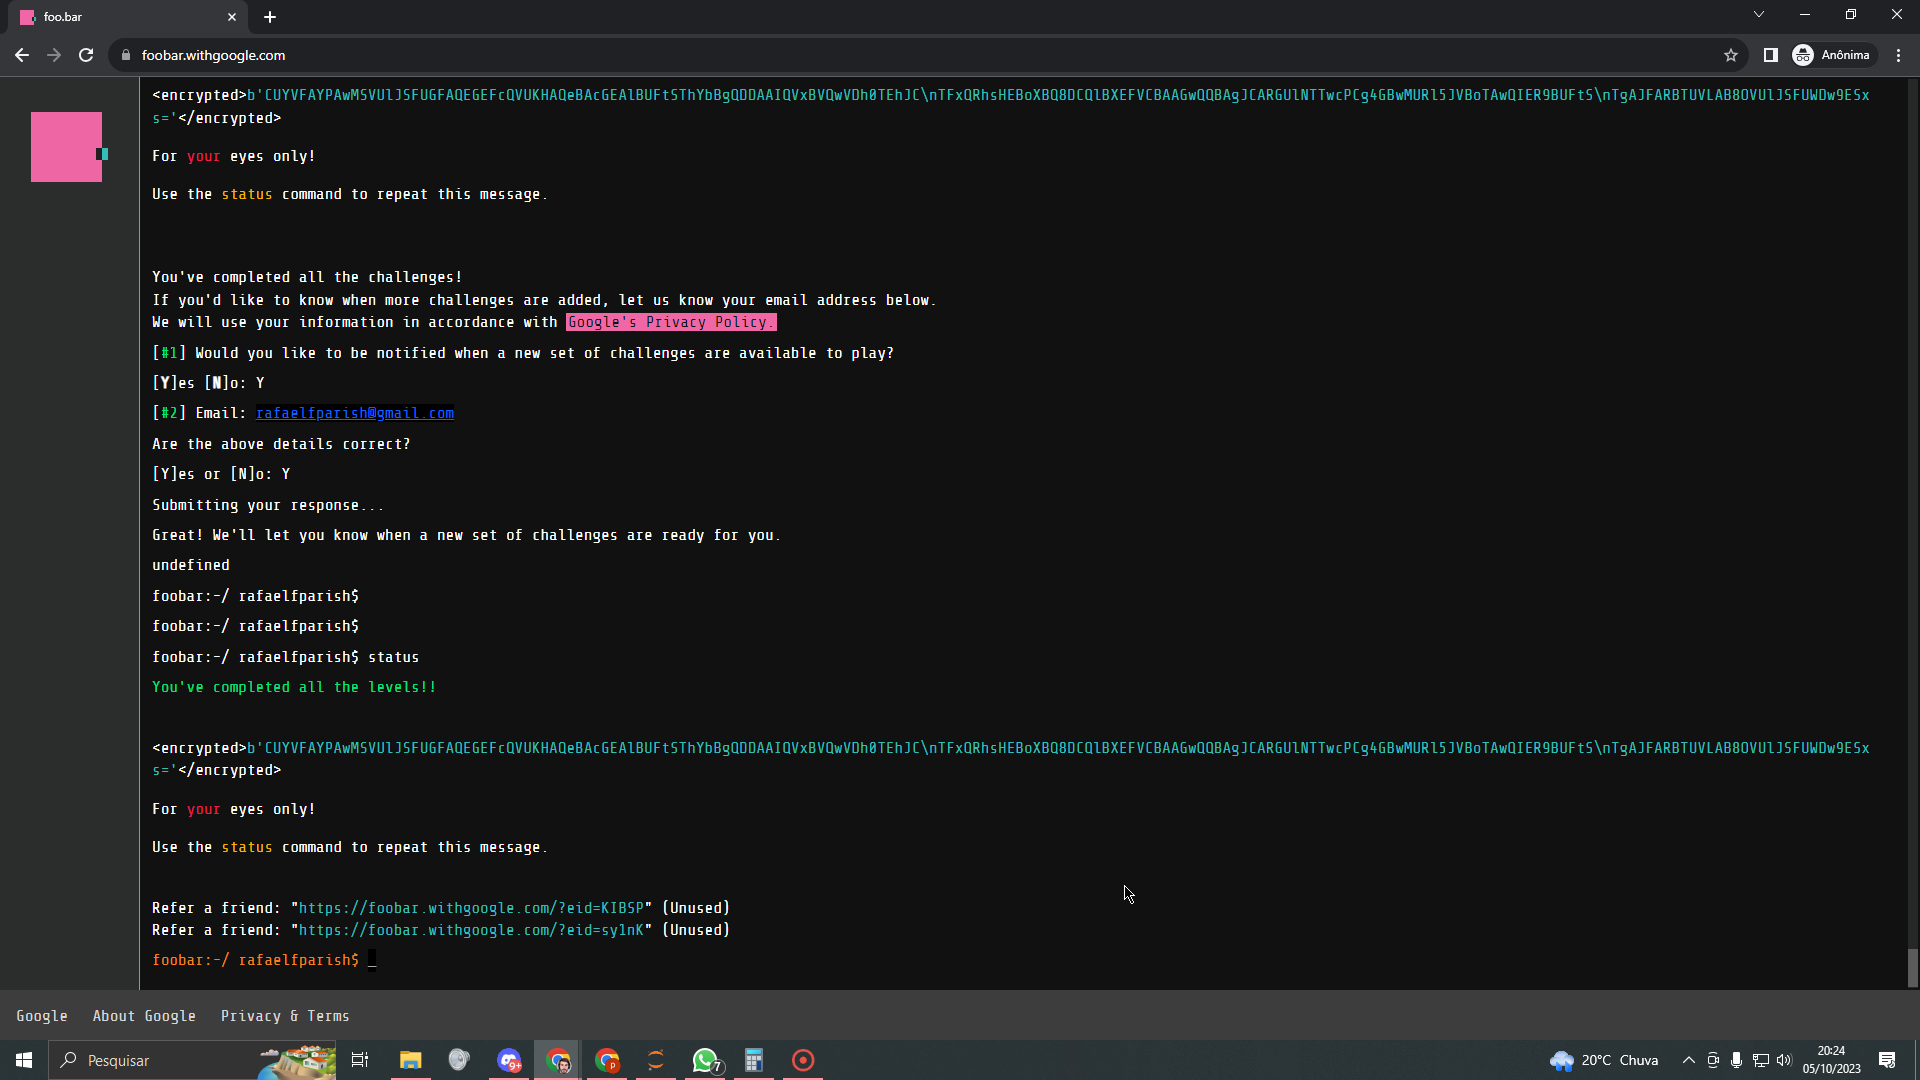 foo.bar
foobar.withgoogle.com
Anônima
<encrypted>b'CUYVFAYPAwMSVUlJSFUGFAQEGEFcQVUKHAQeBAcGEAlBUFtSThYbBgQDDAAIQVxBVQwVDh0TEhJC\nTFxQRhsHEBoXBQ8DCQlBXEFVCBAAGwQQBAgJCARGUlNTTwcPCg4GBwMURl5JVBoTAwQIER9BUFtS\nTgAJFARBTUVLAB8OVUlJSFUWDw9ESx
s='</encrypted>
For your eyes only!
Use the status command to repeat this message.
You've completed all the challenges!
If you'd like to know when more challenges are added, let us know your email address below.
We will use your information in accordance with Google's Privacy Policy.
[#1] Would you like to be notified when a new set of challenges are available to play?
[Y]es [N]o: Y
[#2] Email: rafaelfparish@gmail.com
Are the above details correct?
[Y]es or [N]o: Y
Submitting your response...
Great! We'll let you know when a new set of challenges are ready for you.
undefined
foobar:~/ rafaelfparish$
foobar:~/ rafaelfparish$
foobar:~/ rafaelfparish$ status
You've completed all the levels!!
<encrypted>b'CUYVFAYPAwMSVUlJSFUGFAQEGEFcQVUKHAQeBAcGEAlBUFtSThYbBgQDDAAIQVxBVQwVDh0TEhJC\nTFxQRhsHEBoXBQ8DCQlBXEFVCBAAGwQQBAgJCARGUlNTTwcPCg4GBwMURl5JVBoTAwQIER9BUFtS\nTgAJFARBTUVLAB8OVUlJSFUWDw9ESx
s='</encrypted>
For your eyes only!
Use the status command to repeat this message.
Refer a friend: "https://foobar.withgoogle.com/?eid=KIBSP" (Unused)
Refer a friend: "https://foobar.withgoogle.com/?eid=sy1nK" (Unused)
foobar:~/ rafaelfparish$ _
Google About Google Privacy & Terms
Pesquisar
9+
P
7
20°C Chuva
20:24
05/10/2023